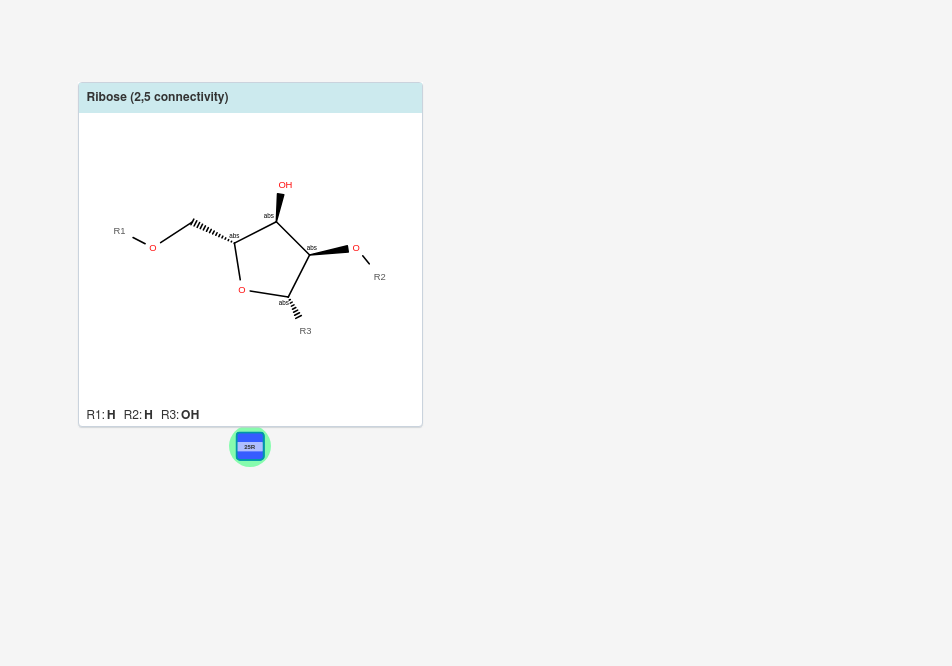 Ribose (2,5 connectivity)
OH
abs
R1
O
abs
abs
O
R2
O
abs
R3
R1: H R2: H R3: OH
25R